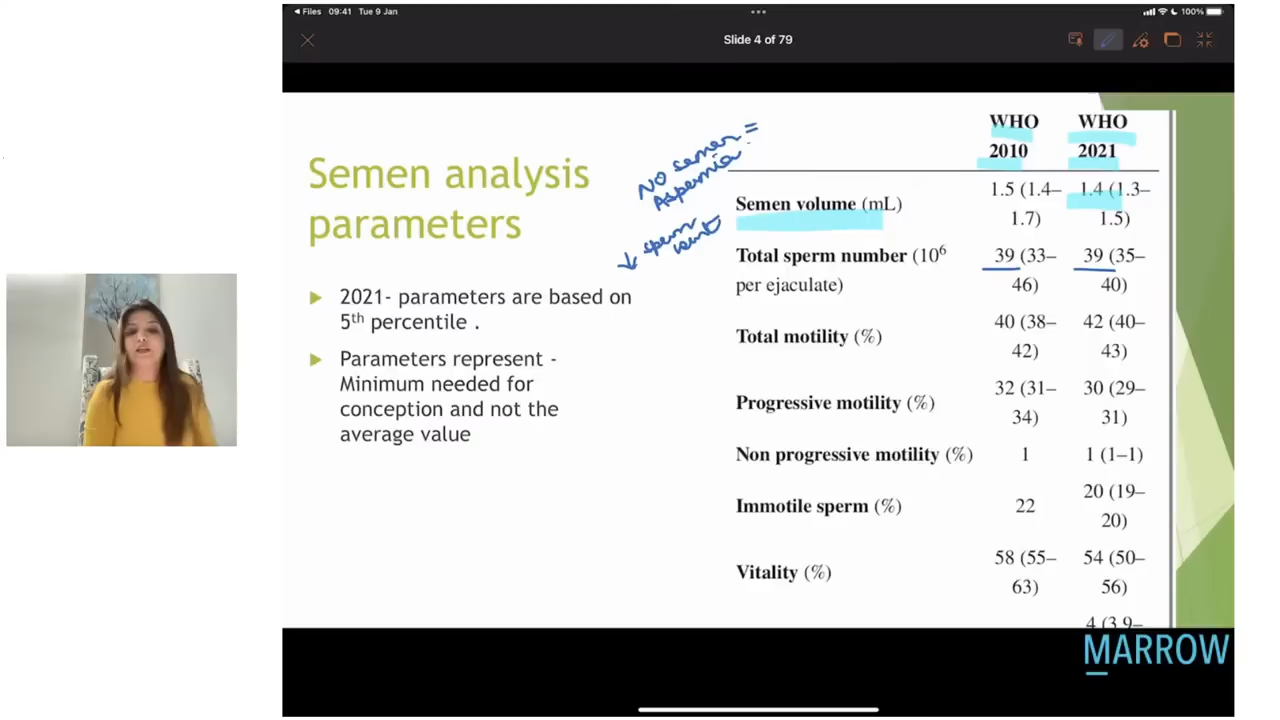 Files 09:41 Tue 9 Jan
100%
Slide 4 of 79
Semen analysis
parameters
2021- parameters are based on
5th percentile .
Parameters represent -
Minimum needed for
conception and not the
average value
NO semen =
Aspermia
↓ sperm
WHO WHO
2010 2021
Semen volume (mL) 1.5 (1.4– 1.4 (1.3–
1.7) 1.5)
Total sperm number (10⁶ 39 (33– 39 (35–
per ejaculate) 46) 40)
Total motility (%) 40 (38– 42 (40–
42) 43)
Progressive motility (%) 32 (31– 30 (29–
34) 31)
Non progressive motility (%) 1 1 (1–1)
Immotile sperm (%) 22 20 (19–
20)
Vitality (%) 58 (55– 54 (50–
63) 56)
4 (3.9–
MARROW